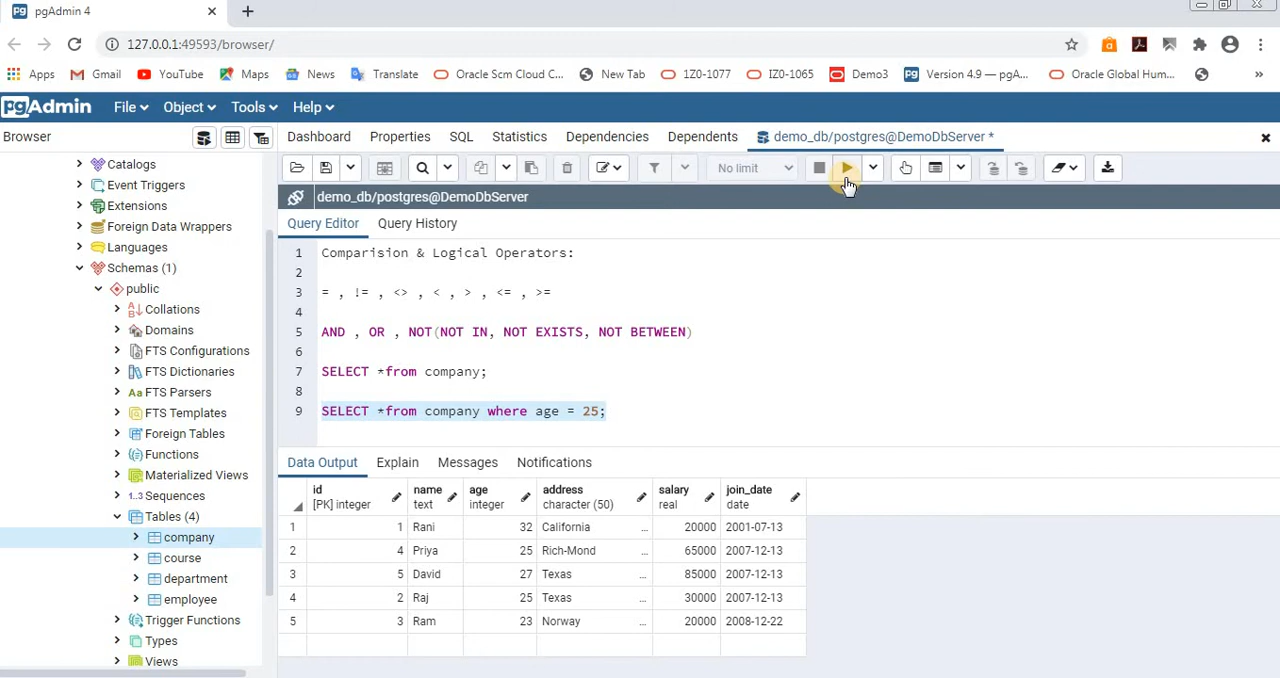 pgAdmin 4
127.0.0.1:49593/browser/
Apps Gmail YouTube Maps News Translate Oracle Scm Cloud C... New Tab 1Z0-1077 IZ0-1065 Demo3 Version 4.9 — pgA... Oracle Global Hum... »
pgAdmin File Object Tools Help
Browser Dashboard Properties SQL Statistics Dependencies Dependents demo_db/postgres@DemoDbServer *
No limit
demo_db/postgres@DemoDbServer
Query Editor Query History
Catalogs
Event Triggers
Extensions
Foreign Data Wrappers
Languages
Schemas (1)
public
Collations
Domains
FTS Configurations
FTS Dictionaries
Aa FTS Parsers
FTS Templates
Foreign Tables
Functions
Materialized Views
1..3 Sequences
Tables (4)
company
course
department
employee
Trigger Functions
Types
Views
1 Comparision & Logical Operators:
2
3 = , != , <> , < , > , <= , >=
4
5 AND , OR , NOT(NOT IN, NOT EXISTS, NOT BETWEEN)
6
7 SELECT *from company;
8
9 SELECT *from company where age = 25;
Data Output Explain Messages Notifications
id name age address salary join_date
[PK] integer text integer character (50) real date
1 1 Rani 32 California ... 20000 2001-07-13
2 4 Priya 25 Rich-Mond ... 65000 2007-12-13
3 5 David 27 Texas ... 85000 2007-12-13
4 2 Raj 25 Texas ... 30000 2007-12-13
5 3 Ram 23 Norway ... 20000 2008-12-22